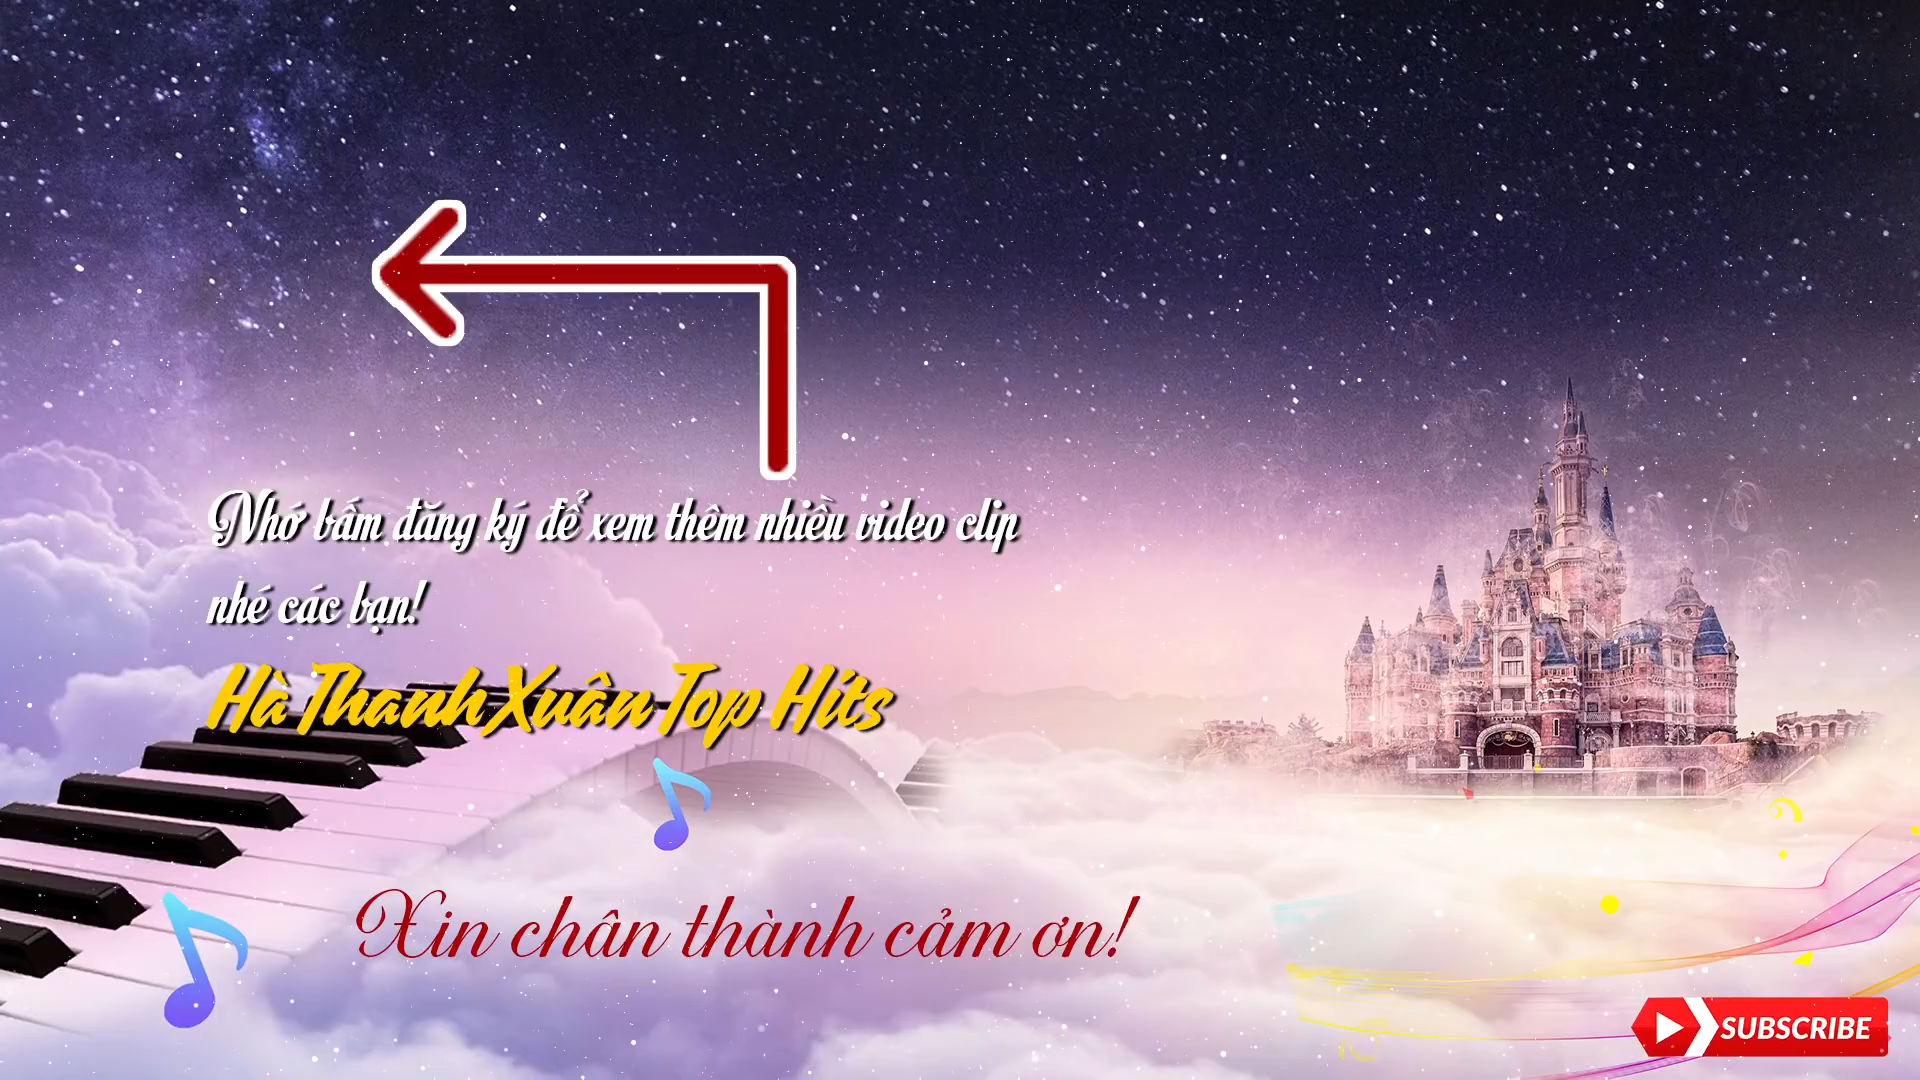 Nhớ bấm đăng ký để xem thêm nhiều video clip
nhé các bạn!
Hà Thanh Xuân Top Hits
Xin chân thành cảm ơn!
SUBSCRIBE